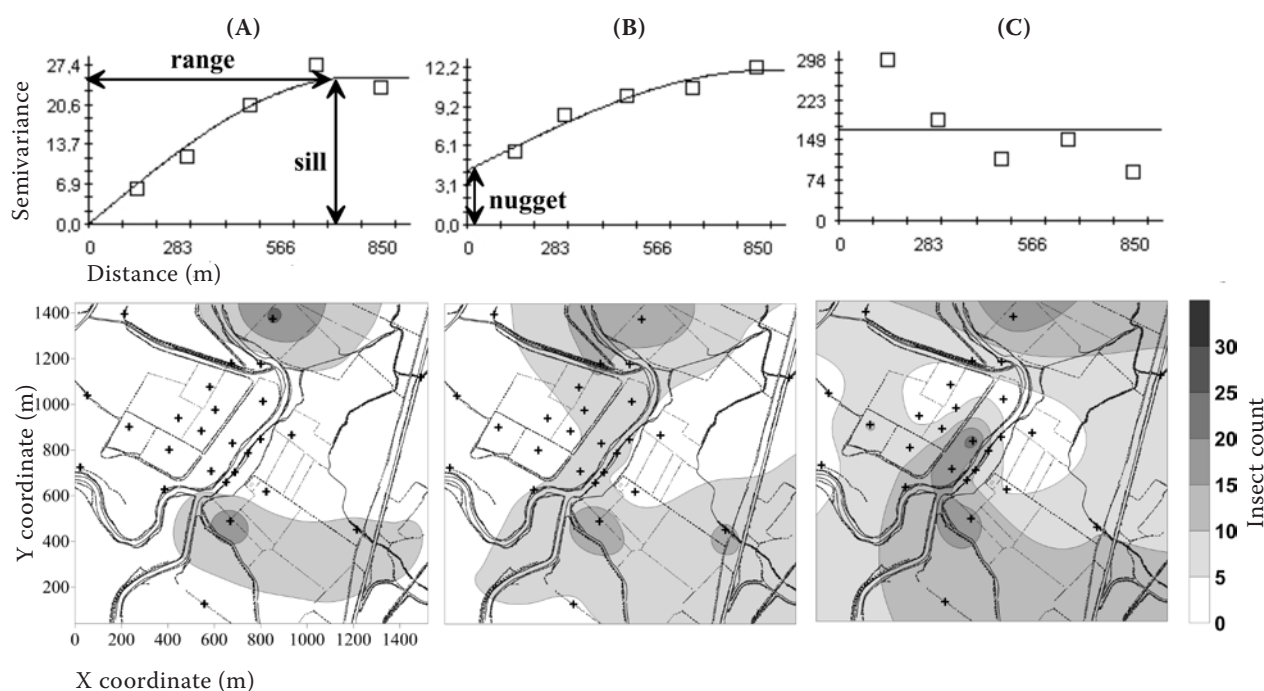 (A) (B) (C)
Semivariance
27,4
20,6
13,7
6,9
0,0
range
sill
0 283 566 850
12,2
9,2
6,1
3,1
0,0
nugget
0 283 566 850
298
223
149
74
0
0 283 566 850
Distance (m)
Y coordinate (m)
1400
1200
1000
800
600
400
200
0 200 400 600 800 1000 1200 1400
X coordinate (m)
30
25
20
15
10
5
0
Insect count